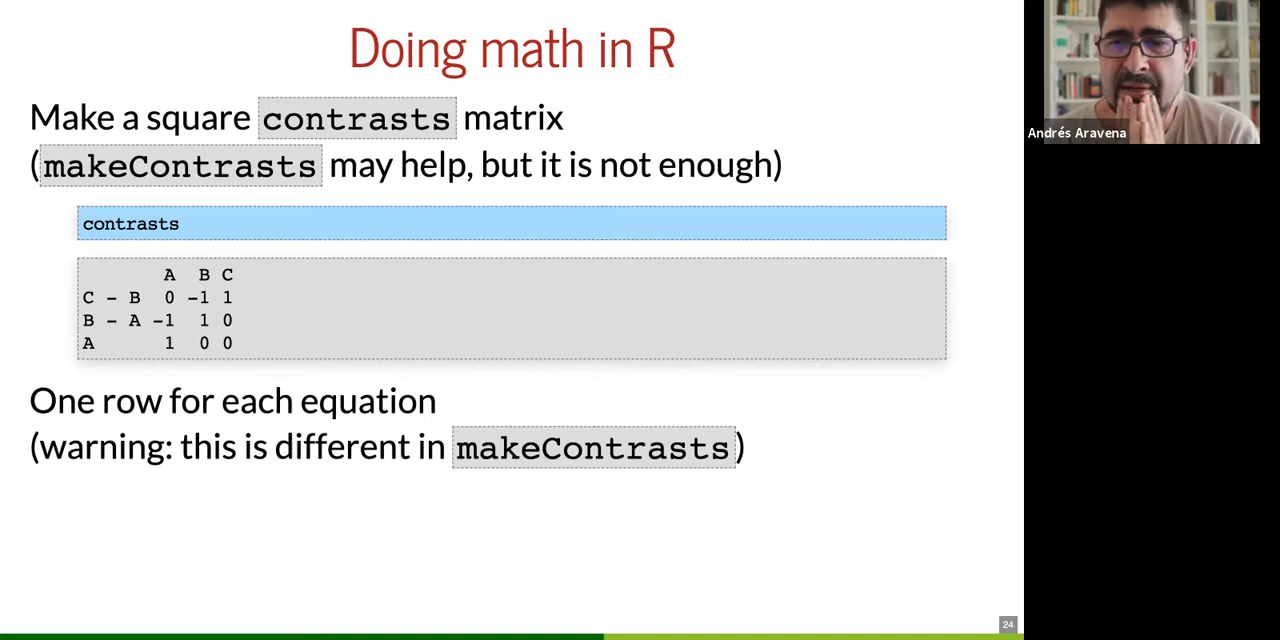 Doing math in R
Make a square contrasts matrix
(makeContrasts may help, but it is not enough)
contrasts
A B C
C - B 0 -1 1
B - A -1 1 0
A 1 0 0
One row for each equation
(warning: this is different in makeContrasts)
24
Andrés Aravena